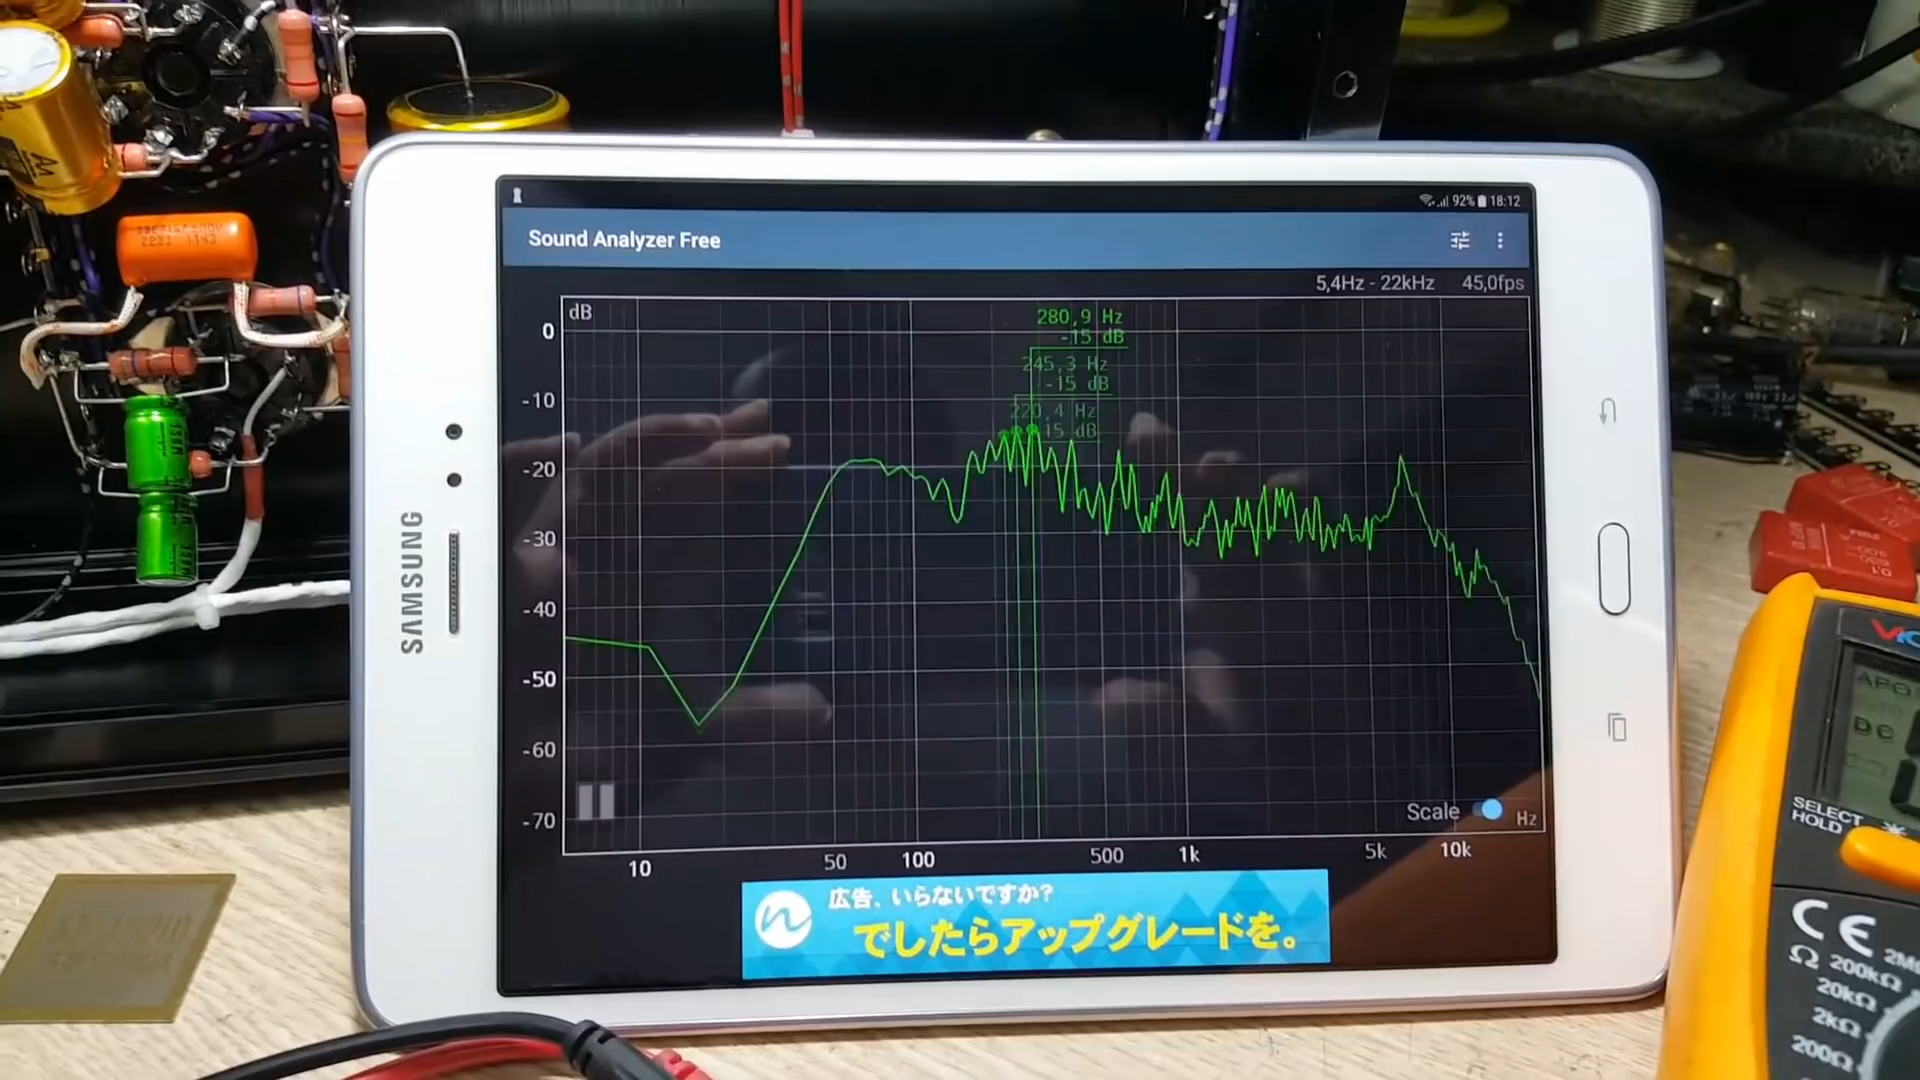 92% 18:12
Sound Analyzer Free
5,4Hz - 22kHz 45,0fps
dB
280,9 Hz
-15 dB
245,3 Hz
-15 dB
220,4 Hz
-15 dB
0
-10
-20
-30
-40
-50
-60
-70
Scale
Hz
10 50 100 500 1k 5k 10k
広告、いらないですか?
でしたらアップグレードを。
SAMSUNG
DC
SELECT
HOLD
CE
Ω 200kΩ
20kΩ
2kΩ
200Ω